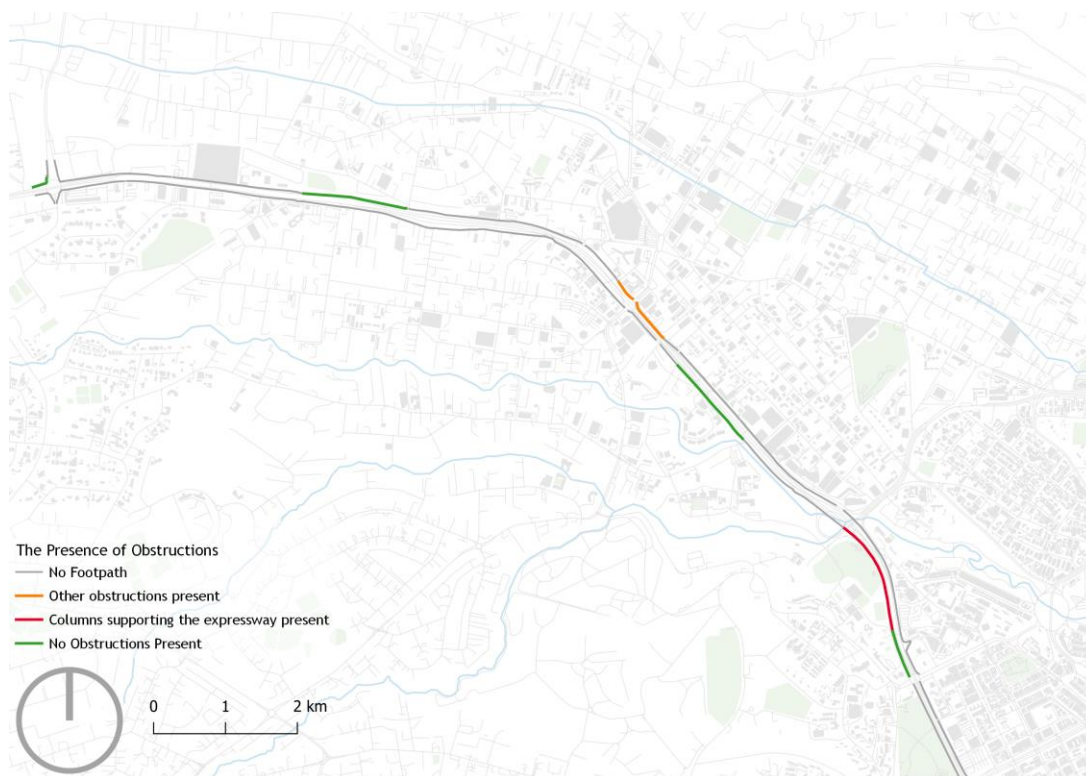 The Presence of Obstructions
No Footpath
Other obstructions present
Columns supporting the expressway present
No Obstructions Present
0 1 2 km